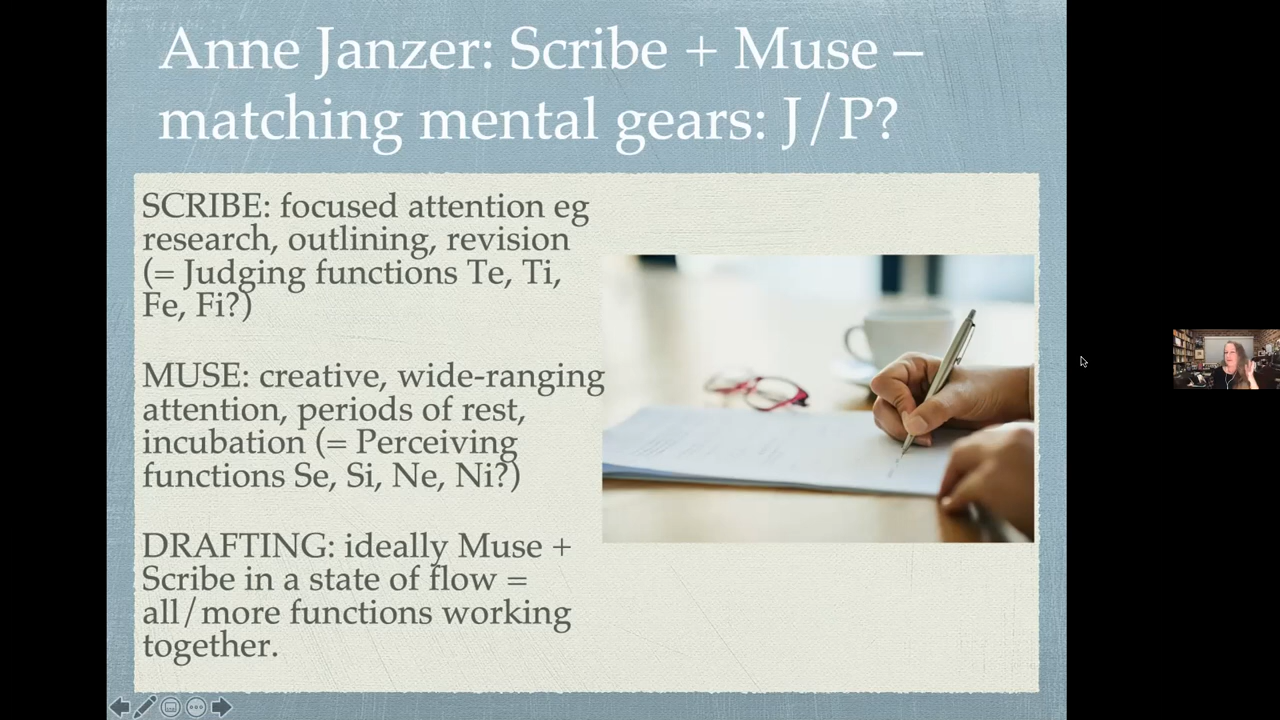 Anne Janzer: Scribe + Muse –
matching mental gears: J/P?
SCRIBE: focused attention eg
research, outlining, revision
(= Judging functions Te, Ti,
Fe, Fi?)
MUSE: creative, wide-ranging
attention, periods of rest,
incubation (= Perceiving
functions Se, Si, Ne, Ni?)
DRAFTING: ideally Muse +
Scribe in a state of flow =
all/more functions working
together.